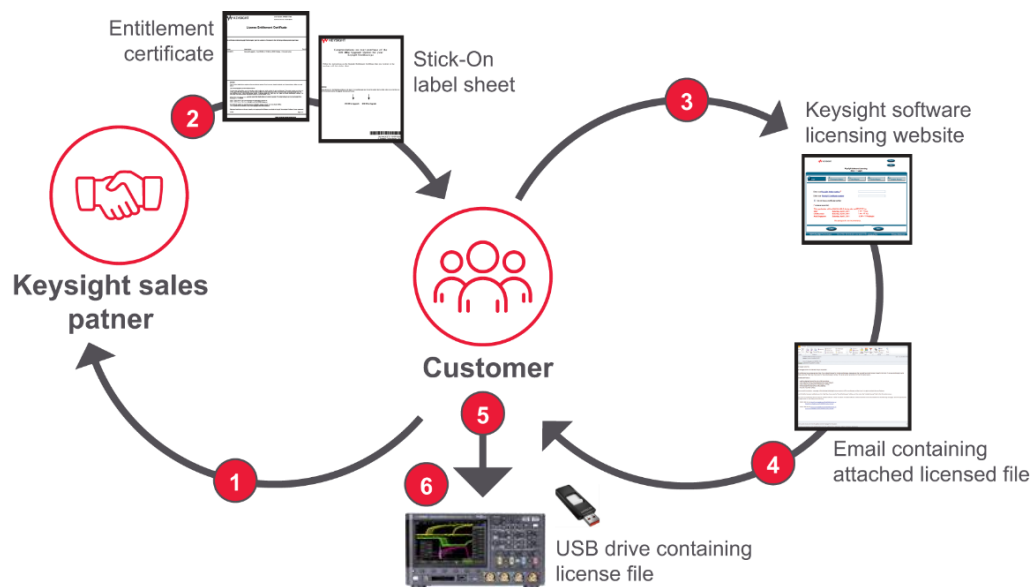 Entitlement
certificate
Stick-On
label sheet
2
3
Keysight software
licensing website
Keysight sales
patner
Customer
5
1
6
4
Email containing
attached licensed file
USB drive containing
license file